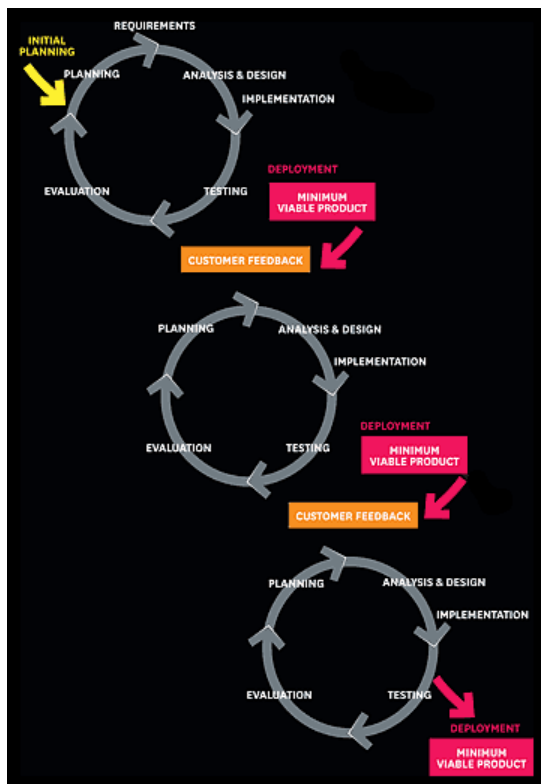 REQUIREMENTS
INITIAL
PLANNING
PLANNING
ANALYSIS & DESIGN
IMPLEMENTATION
EVALUATION
TESTING
DEPLOYMENT
MINIMUM
VIABLE PRODUCT
CUSTOMER FEEDBACK
PLANNING
ANALYSIS & DESIGN
IMPLEMENTATION
EVALUATION
TESTING
DEPLOYMENT
MINIMUM
VIABLE PRODUCT
CUSTOMER FEEDBACK
PLANNING
ANALYSIS & DESIGN
IMPLEMENTATION
EVALUATION
TESTING
DEPLOYMENT
MINIMUM
VIABLE PRODUCT